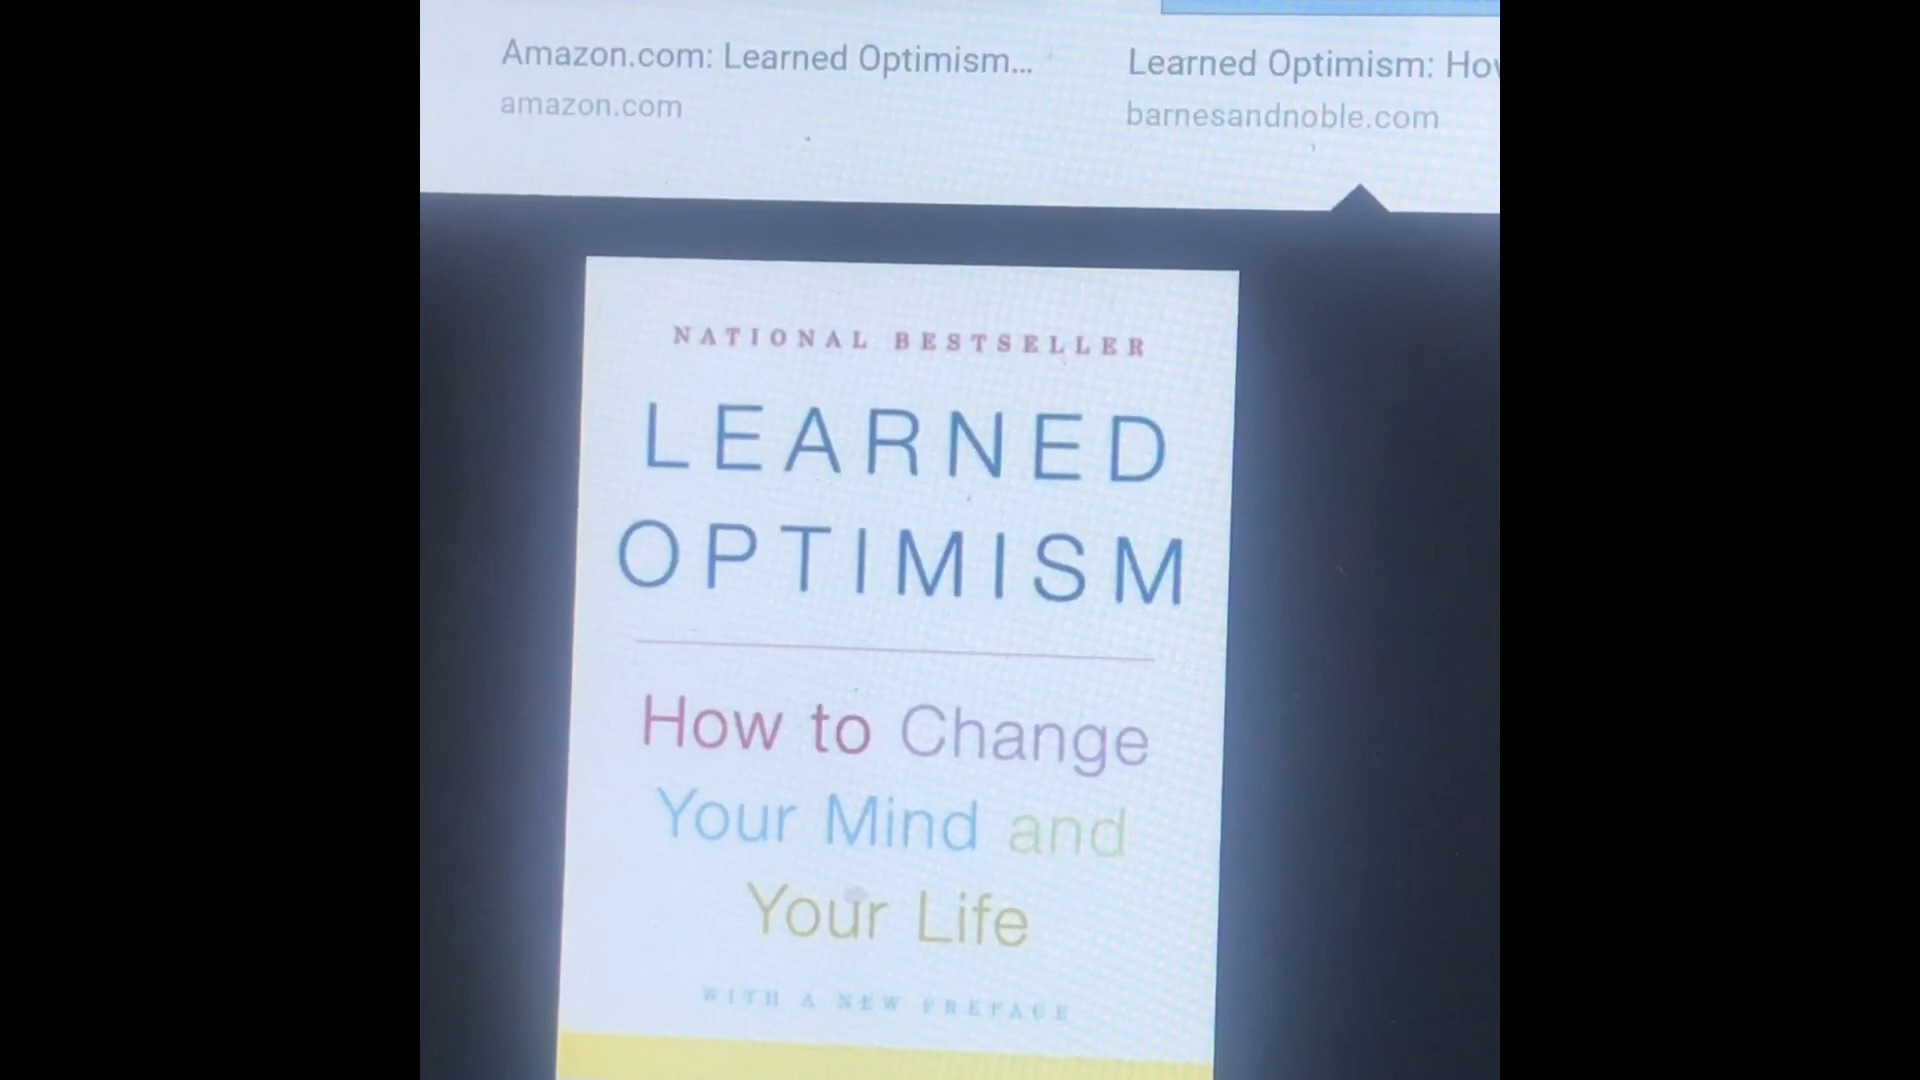 Amazon.com: Learned Optimism...
Learned Optimism: Ho
amazon.com
barnesandnoble.com
NATIONAL BESTSELLER
LEARNED
OPTIMISM
How to Change
Your Mind and
Your Life
WITH A NEW PREFACE